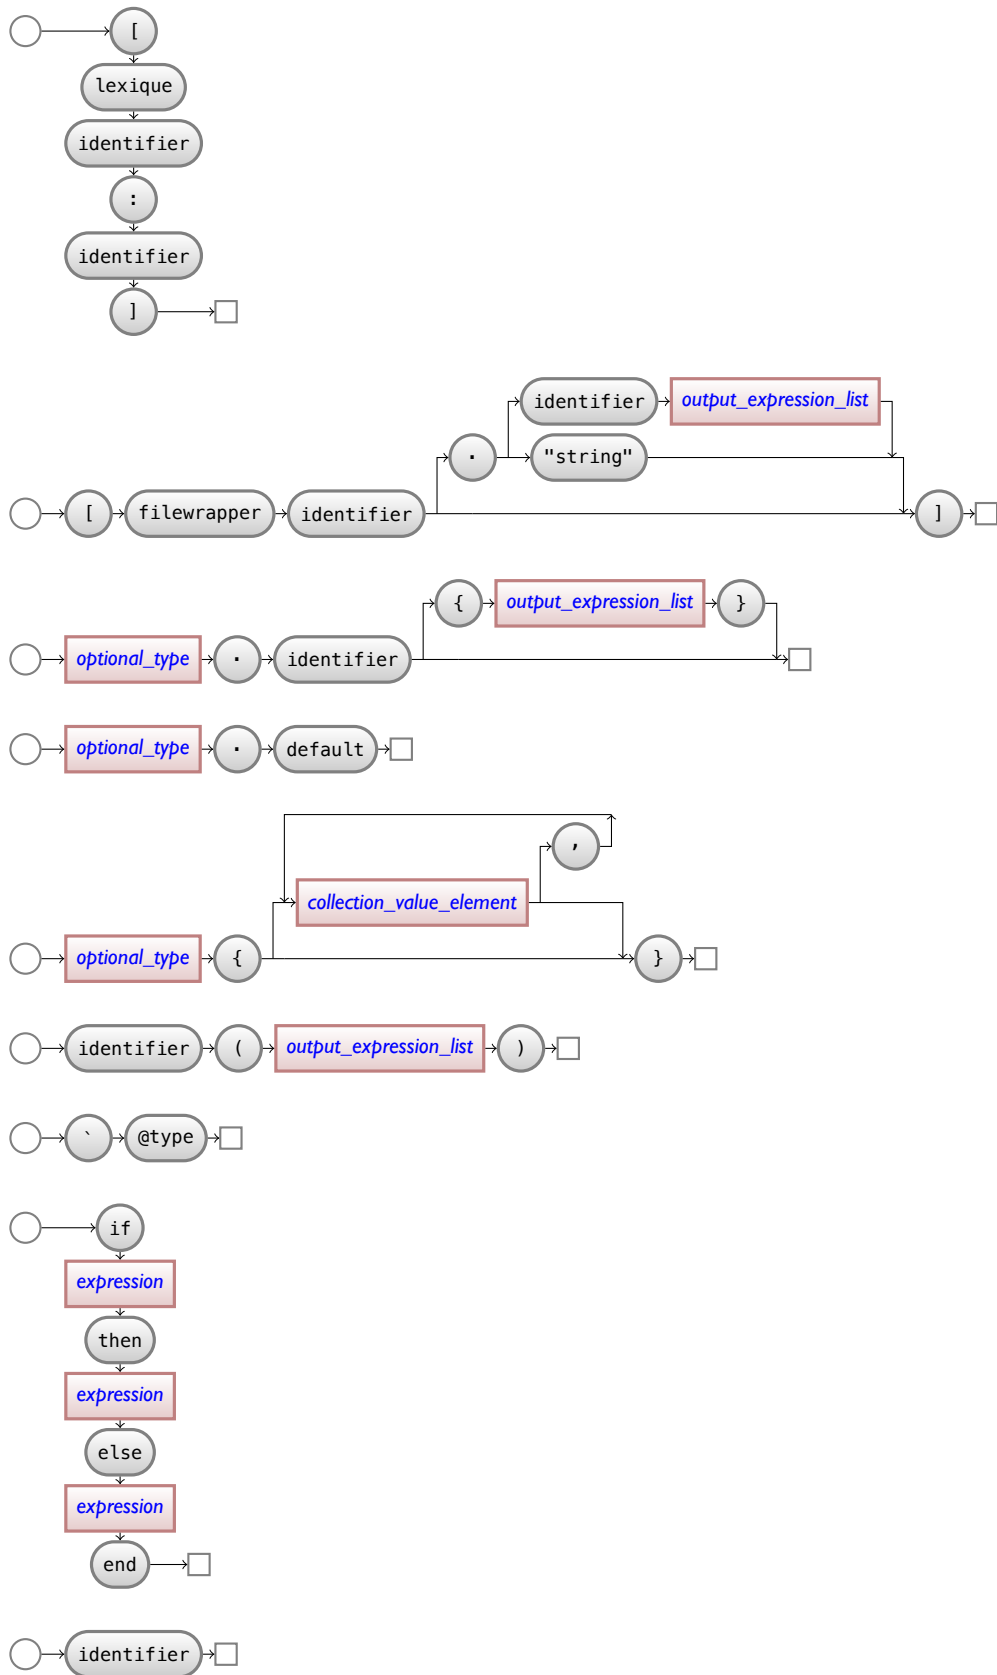 [
lexique
identifier
:
identifier
]
identifier output_expression_list
. "string"
[ filewrapper identifier ]
{ output_expression_list }
optional_type . identifier
optional_type . default
,
collection_value_element
optional_type { }
identifier ( output_expression_list )
` @type
if
expression
then
expression
else
expression
end
identifier